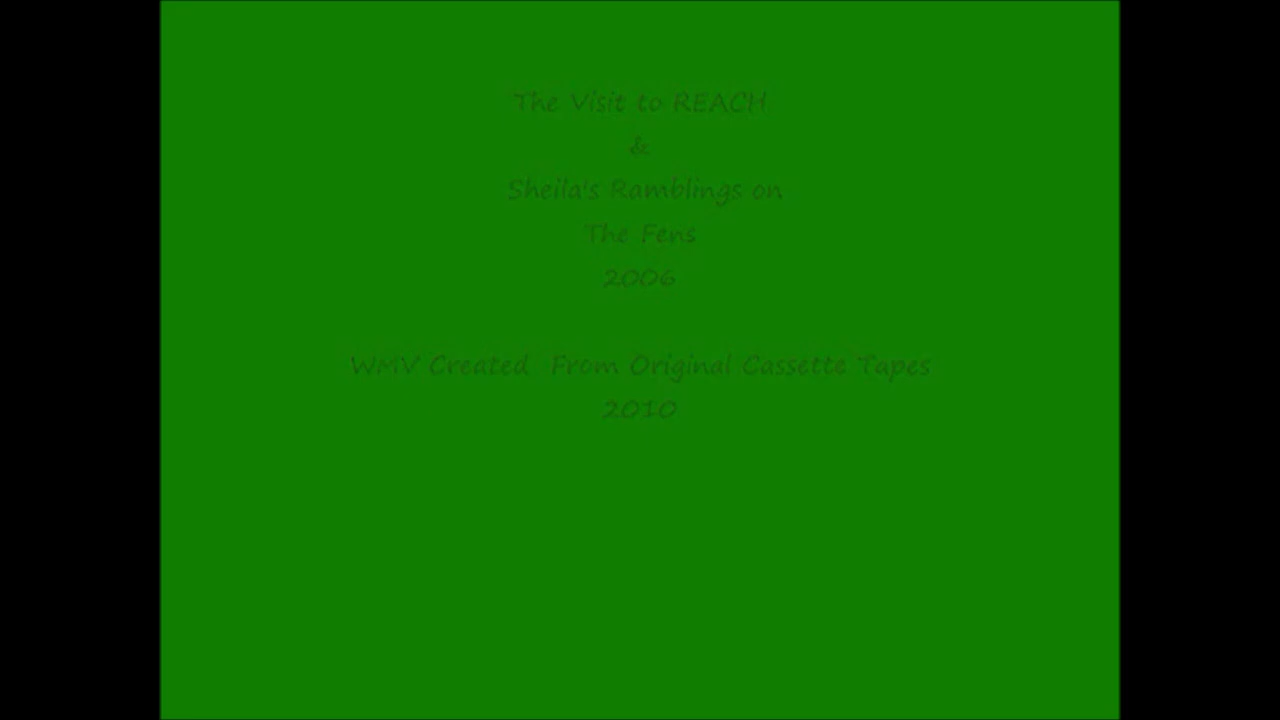 The Visit to REACH
&
Sheila's Ramblings on
The Fens
2006
WMV Created From Original Cassette Tapes
2010